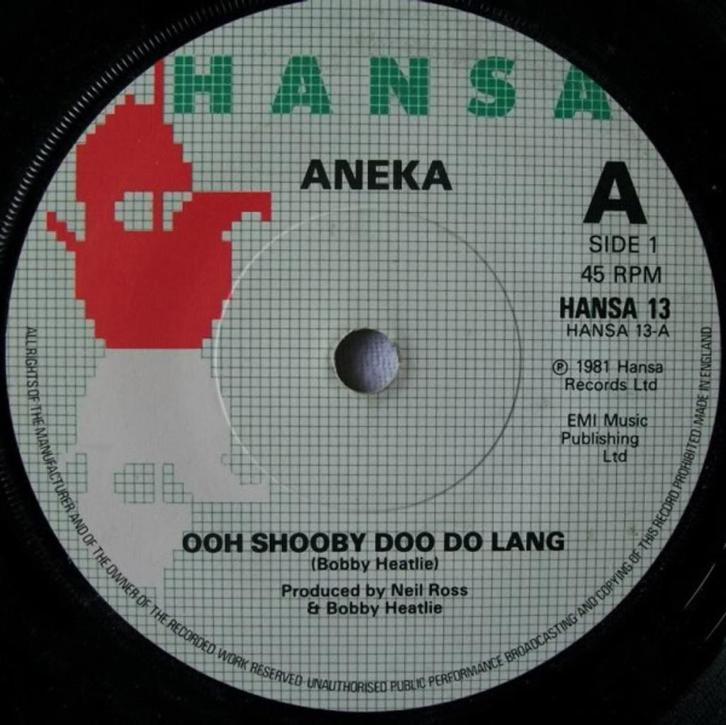 HANSA
ANEKA
A
SIDE 1
45 RPM
HANSA 13
HANSA 13-A
℗ 1981 Hansa
Records Ltd
EMI Music
Publishing
Ltd
OOH SHOOBY DOO DO LANG
(Bobby Heatlie)
Produced by Neil Ross
& Bobby Heatlie
ALL RIGHTS OF THE MANUFACTURER AND OF THE OWNER OF THE RECORDED WORK RESERVED UNAUTHORISED PUBLIC PERFORMANCE BROADCASTING AND COPYING OF THIS RECORD PROHIBITED MADE IN ENGLAND